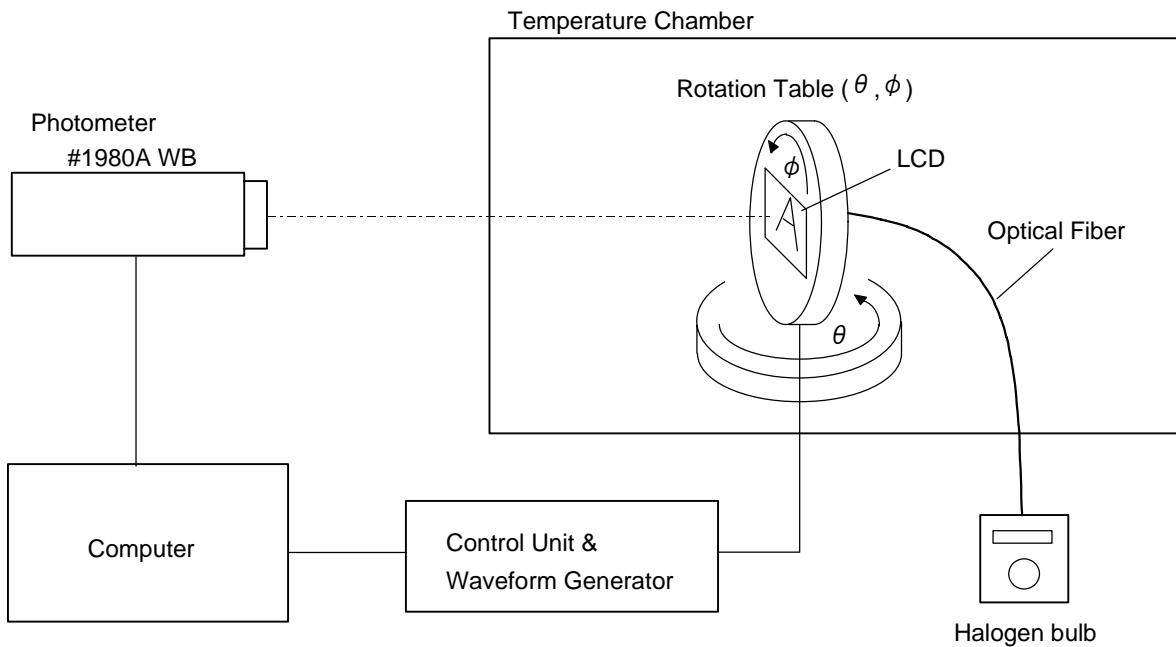 Temperature Chamber
Rotation Table ( θ , φ )
Photometer
#1980A WB
φ
LCD
A
Optical Fiber
θ
Computer
Control Unit &
Waveform Generator
Halogen bulb